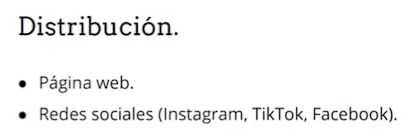 Distribución.
• Página web.
• Redes sociales (Instagram, TikTok, Facebook).